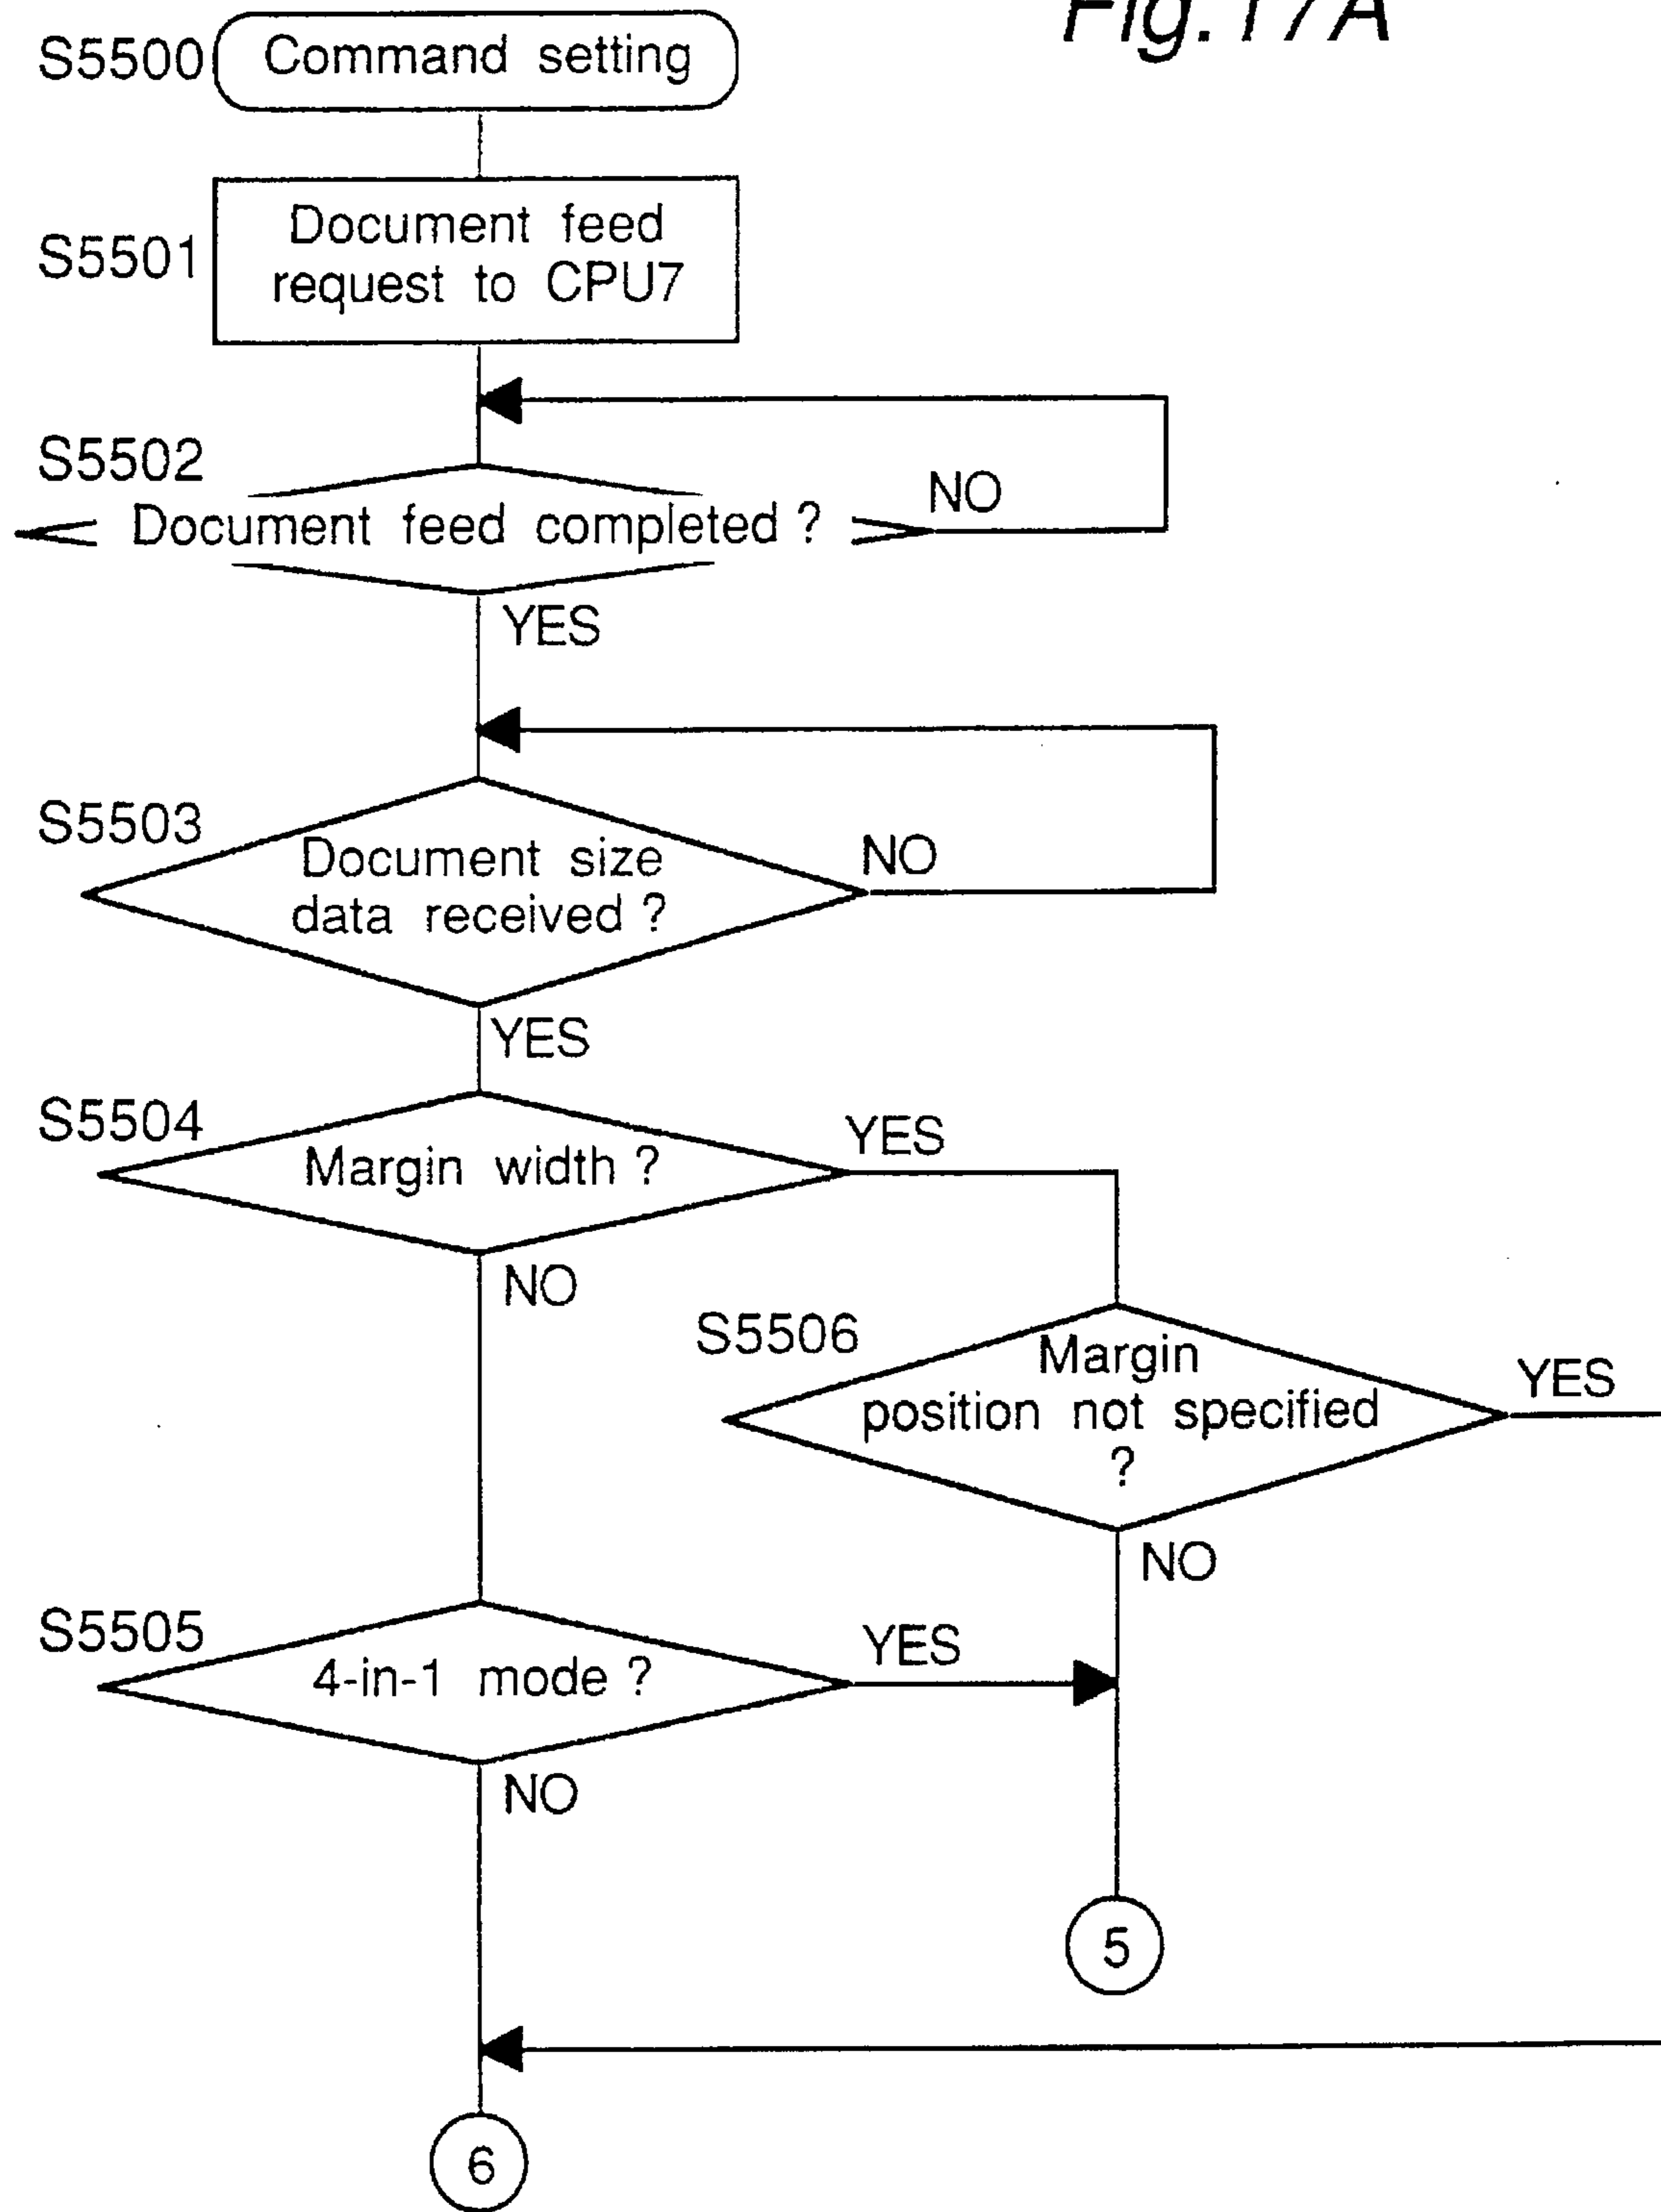 Fig.17A
S5500
Command setting
S5501
Document feed
request to CPU7
S5502
Document feed completed ?
NO
YES
S5503
Document size
data received ?
NO
YES
S5504
Margin width ?
YES
NO
S5506
Margin
position not specified
?
YES
NO
S5505
4-in-1 mode ?
YES
NO
5
6